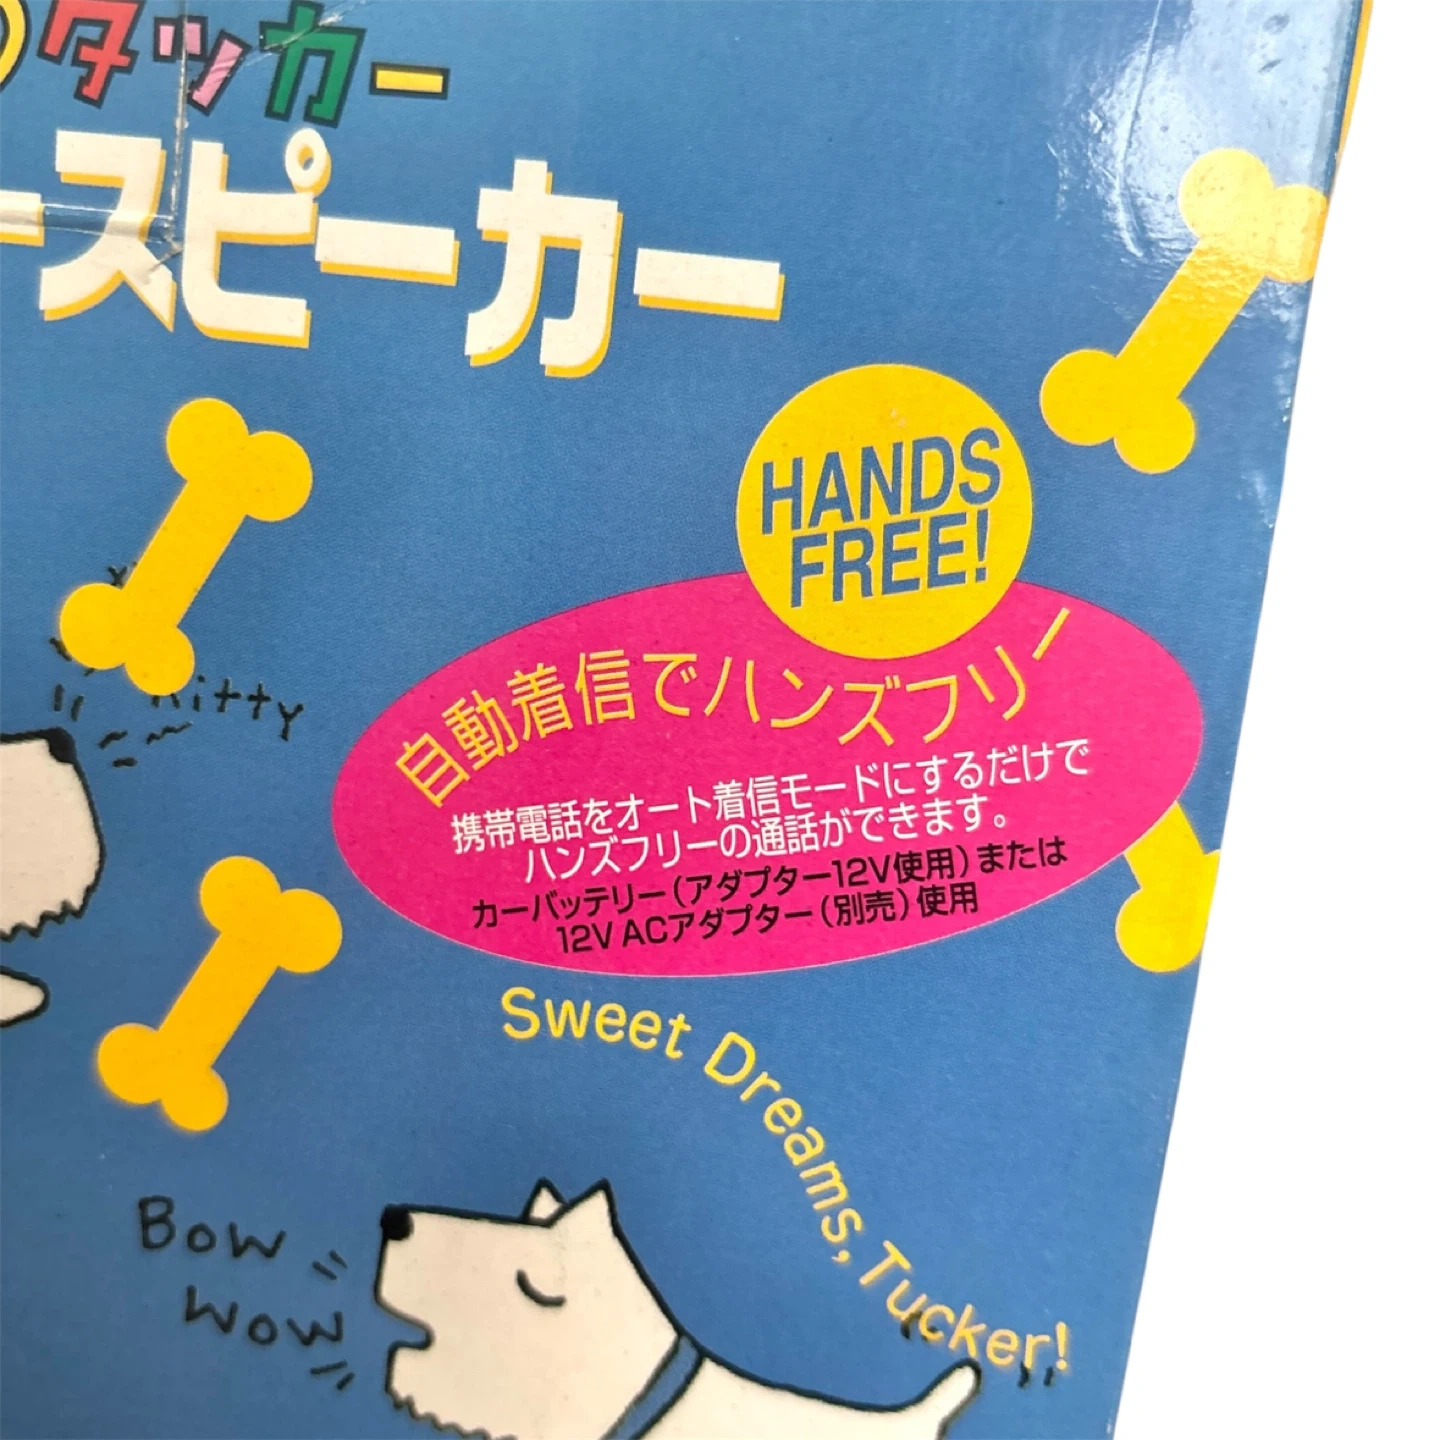 のタッカー
ースピーカー
HANDS
FREE!
自動着信でハンズフリー
携帯電話をオート着信モードにするだけで
ハンズフリーの通話ができます。
カーバッテリー(アダプター12V使用)または
12V ACアダプター(別売)使用
Sweet Dreams, Tucker!
Bow
Wow